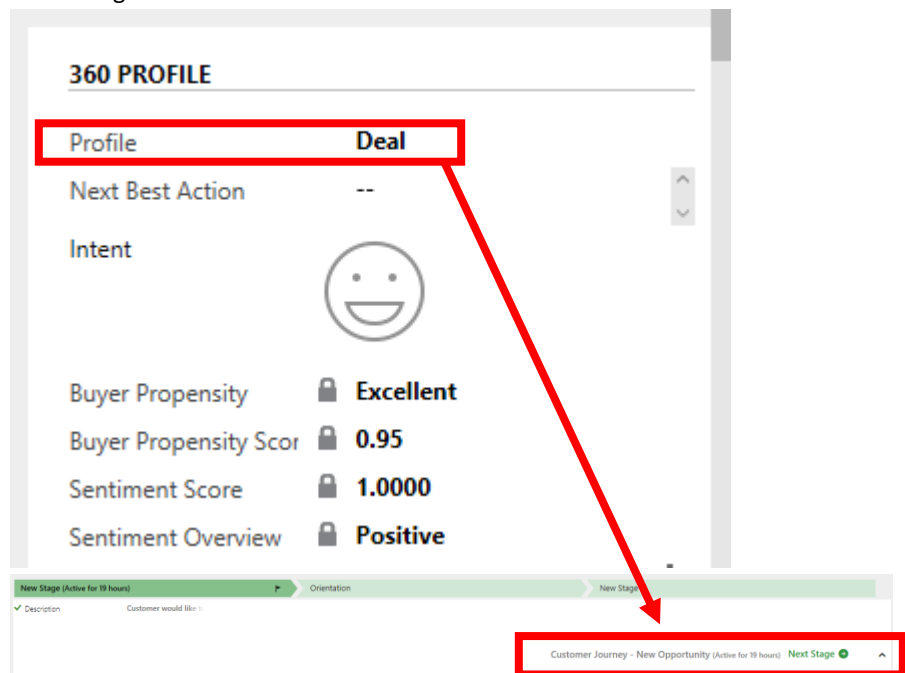 360 PROFILE
Profile Deal
Next Best Action --
Intent
Buyer Propensity Excellent
Buyer Propensity Scor 0.95
Sentiment Score 1.0000
Sentiment Overview Positive
New Stage (Active for 19 hours) Orientation New Stage
Description Customer would like
Customer Journey - New Opportunity (Active for 19 hours) Next Stage